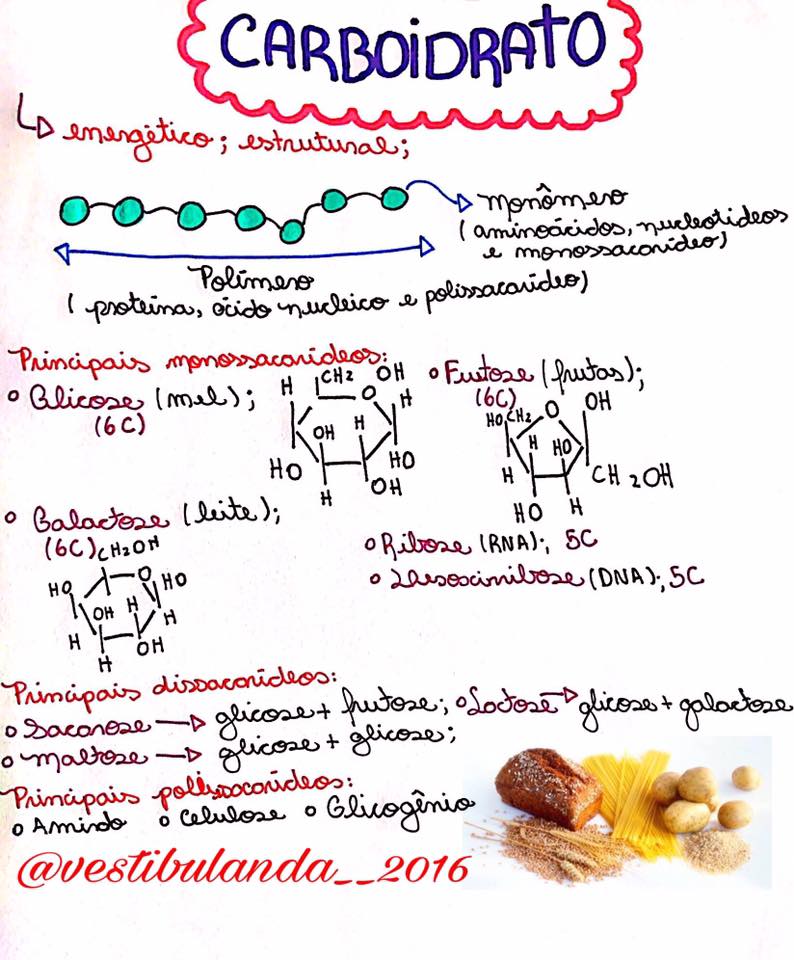 CARBOIDRATO
energético; estrutural;
Monômero
(aminoácidos, nucleotídeos
e monossacarídeo)
Polímero
(proteína, ácido nucleico e polissacarídeo)
Principais monossacarídeos:
Glicose (mel);
(6C)
H CH2 OH
O H
OH H
HO HO
H OH
Frutose (frutas);
(6C)
HO CH2 O OH
H HO
H CH2OH
HO H
Galactose (leite);
(6C) CH2OH
HO O HO
OH H H
H OH
H
Ribose (RNA); 5C
Desoxirribose (DNA); 5C
Principais dissacarídeos:
Sacarose → glicose + frutose; Lactose → glicose + galactose
Maltose → glicose + glicose;
Principais polissacarídeos:
Amido Celulose Glicogênio
@vestibulanda__2016